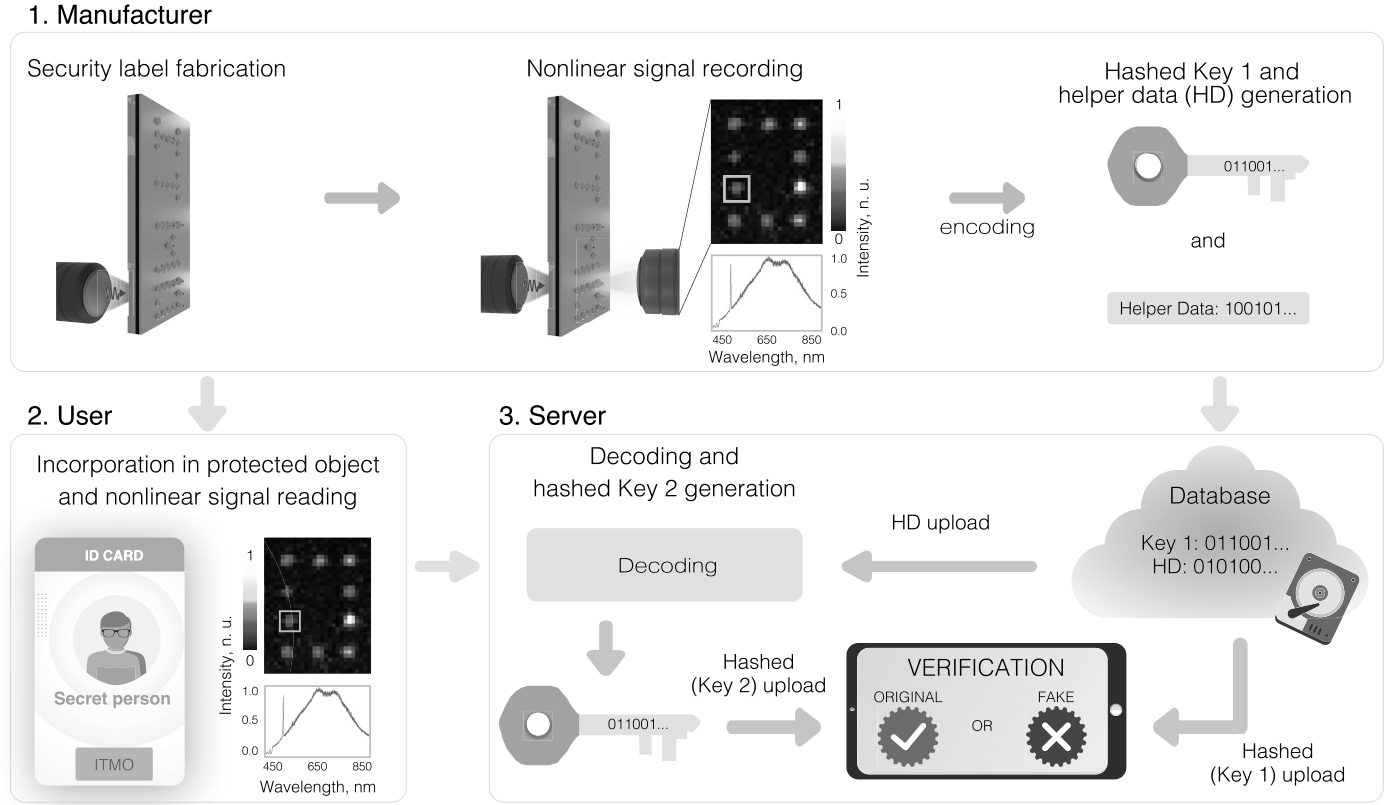 1. Manufacturer
Security label fabrication
Nonlinear signal recording
1
0
Intensity, n. u.
1.0
0.5
0.0
450 650 850
Wavelength, nm
encoding
Hashed Key 1 and
helper data (HD) generation
011001...
and
Helper Data: 100101...
2. User
Incorporation in protected object
and nonlinear signal reading
ID CARD
Secret person
ITMO
1
0
Intensity, n. u.
1.0
0.5
0.0
450 650 850
Wavelength, nm
3. Server
Decoding and
hashed Key 2 generation
Decoding
HD upload
Database
Key 1: 011001...
HD: 010100...
011001...
Hashed
(Key 2) upload
VERIFICATION
ORIGINAL
OR
FAKE
Hashed
(Key 1) upload